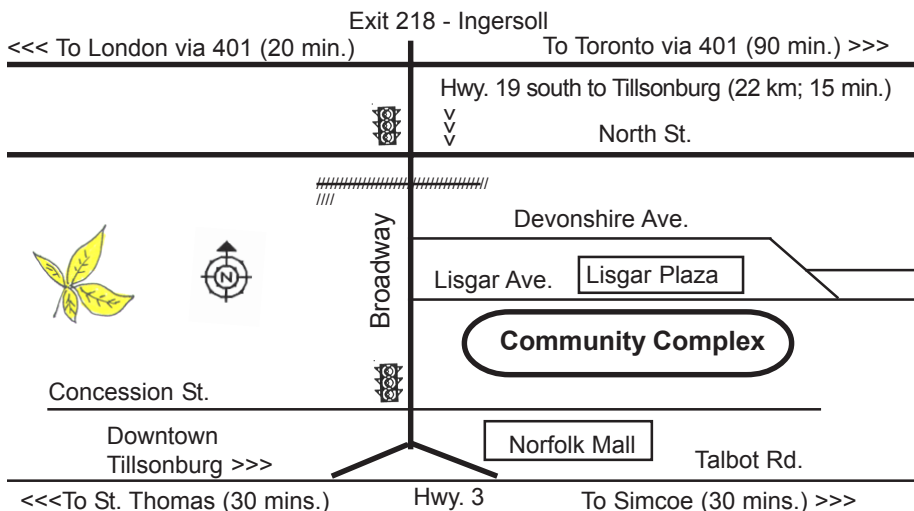 Exit 218 - Ingersoll
<<< To London via 401 (20 min.)
To Toronto via 401 (90 min.) >>>
Hwy. 19 south to Tillsonburg (22 km; 15 min.)
>>>
North St.
Broadway
Devonshire Ave.
N
Lisgar Ave.
Lisgar Plaza
Community Complex
Concession St.
Downtown
Tillsonburg >>>
Norfolk Mall
Talbot Rd.
<<<To St. Thomas (30 mins.)
Hwy. 3
To Simcoe (30 mins.) >>>